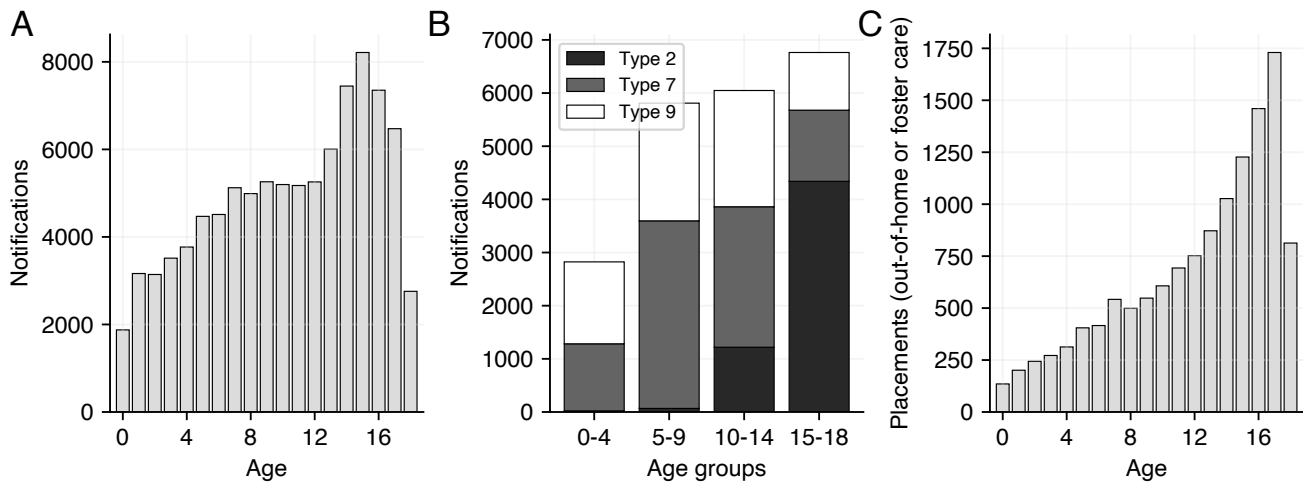 A
Notifications
8000
6000
4000
2000
0
0 4 8 12 16
Age
B
Notifications
7000
6000
5000
4000
3000
2000
1000
0
Type 2
Type 7
Type 9
0-4 5-9 10-14 15-18
Age groups
C
Placements (out-of-home or foster care)
1750
1500
1250
1000
750
500
250
0
0 4 8 12 16
Age